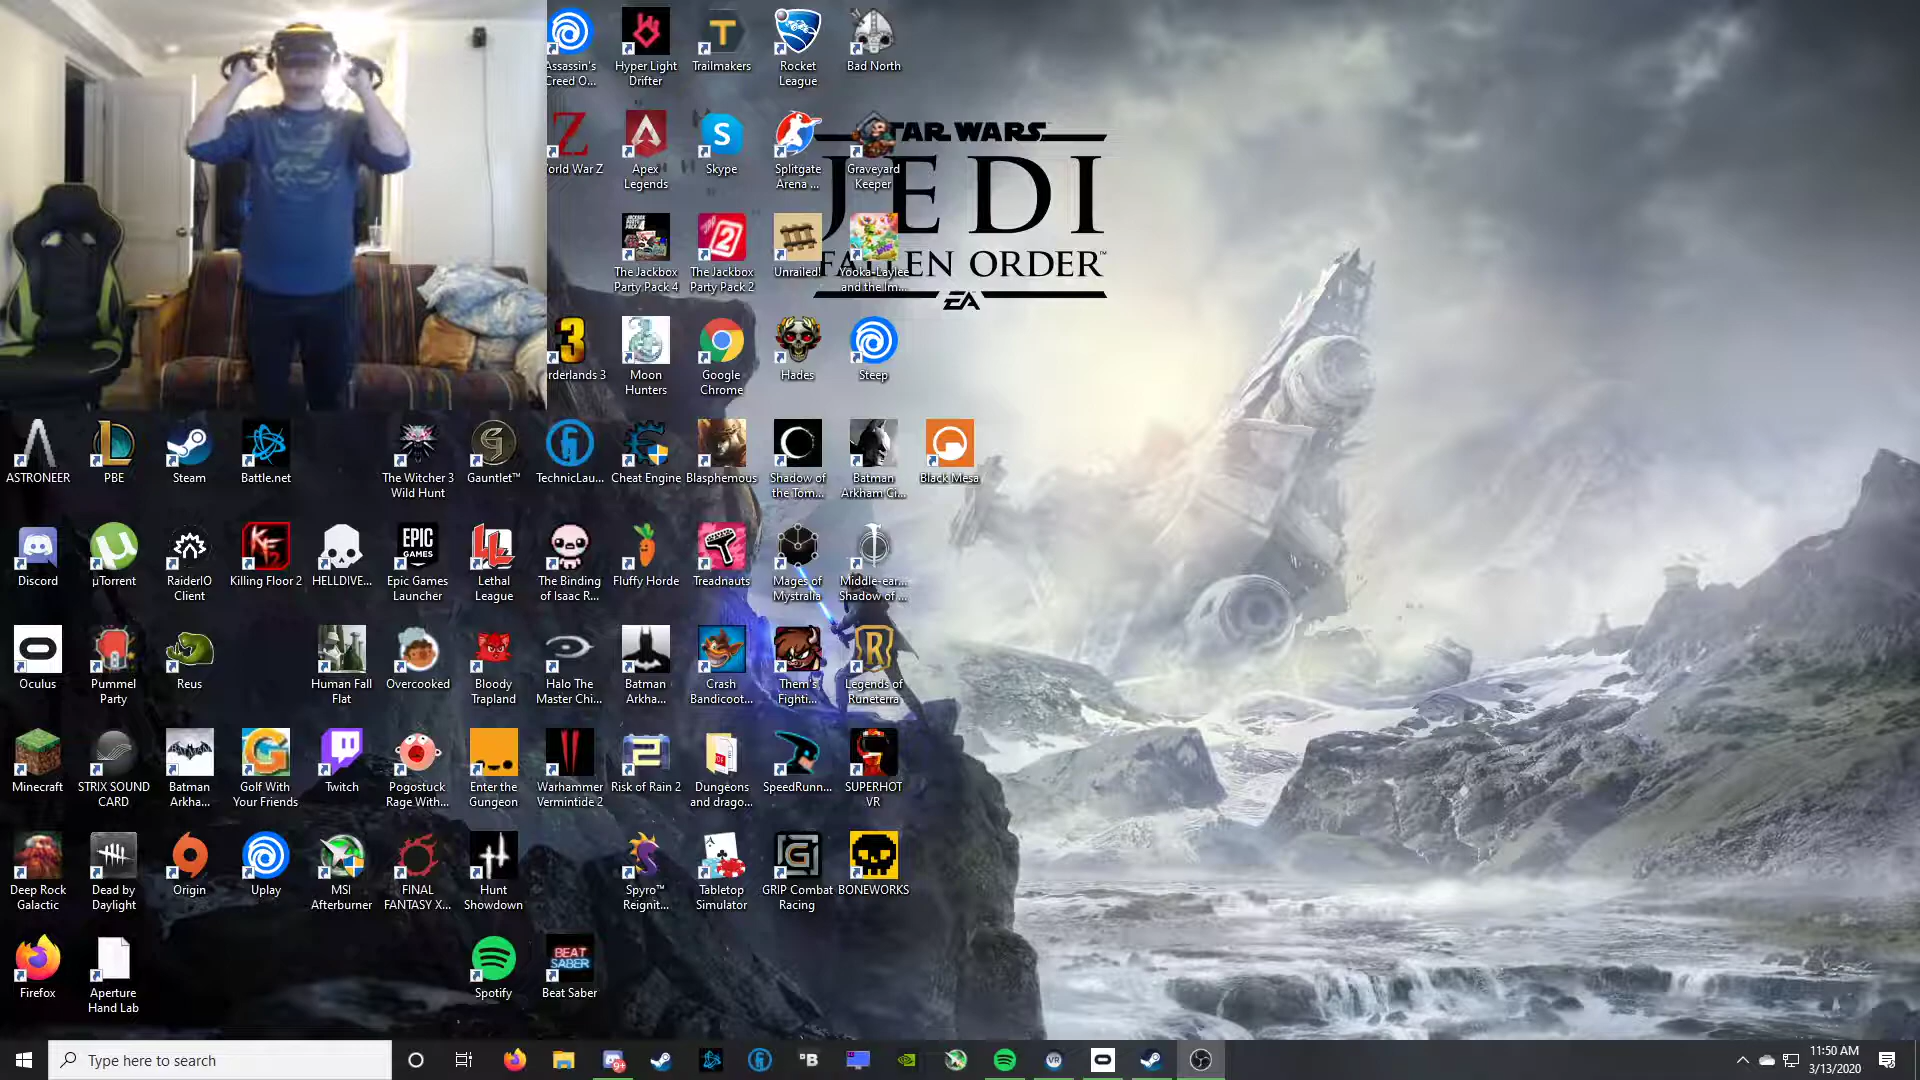 Assassin's
Creed O...
Hyper Light
Drifter
Trailmakers
Rocket
League
Bad North
orld War Z
Apex
Legends
Skype
Splitgate
Arena ...
Graveyard
Keeper
TAR WARS
JEDI
FALLEN ORDER™
EA
The Jackbox
Party Pack 4
The Jackbox
Party Pack 2
Unrailed!
Yooka-Laylee
and the Im...
rderlands 3
Moon
Hunters
Google
Chrome
Hades
Steep
ASTRONEER
PBE
Steam
Battle.net
The Witcher 3
Wild Hunt
Gauntlet™
TechnicLau...
Cheat Engine
Blasphemous
Shadow of
the Tom...
Batman
Arkham Ci...
Black Mesa
EPIC
GAMES
Discord
µTorrent
RaiderIO
Client
Killing Floor 2
HELLDIVE...
Epic Games
Launcher
Lethal
League
The Binding
of Isaac R...
Fluffy Horde
Treadnauts
Mages of
Mystralia
Middle-ear...
Shadow of ...
Oculus
Pummel
Party
Reus
Human Fall
Flat
Overcooked
Bloody
Trapland
Halo The
Master Chi...
Batman
Arkha...
Crash
Bandicoot...
Them's
Fighti...
Legends of
Runeterra
Minecraft
STRIX SOUND
CARD
Batman
Arkha...
Golf With
Your Friends
Twitch
Pogostuck
Rage With...
Enter the
Gungeon
Warhammer
Vermintide 2
Risk of Rain 2
Dungeons
and drago...
SpeedRunn...
SUPERHOT
VR
Deep Rock
Galactic
Dead by
Daylight
Origin
Uplay
MSI
Afterburner
FINAL
FANTASY X...
Hunt
Showdown
Spyro™
Reignit...
Tabletop
Simulator
GRIP Combat
Racing
BONEWORKS
BEAT
SABER
Firefox
Aperture
Hand Lab
Spotify
Beat Saber
Type here to search
9+
B
VR
11:50 AM
3/13/2020